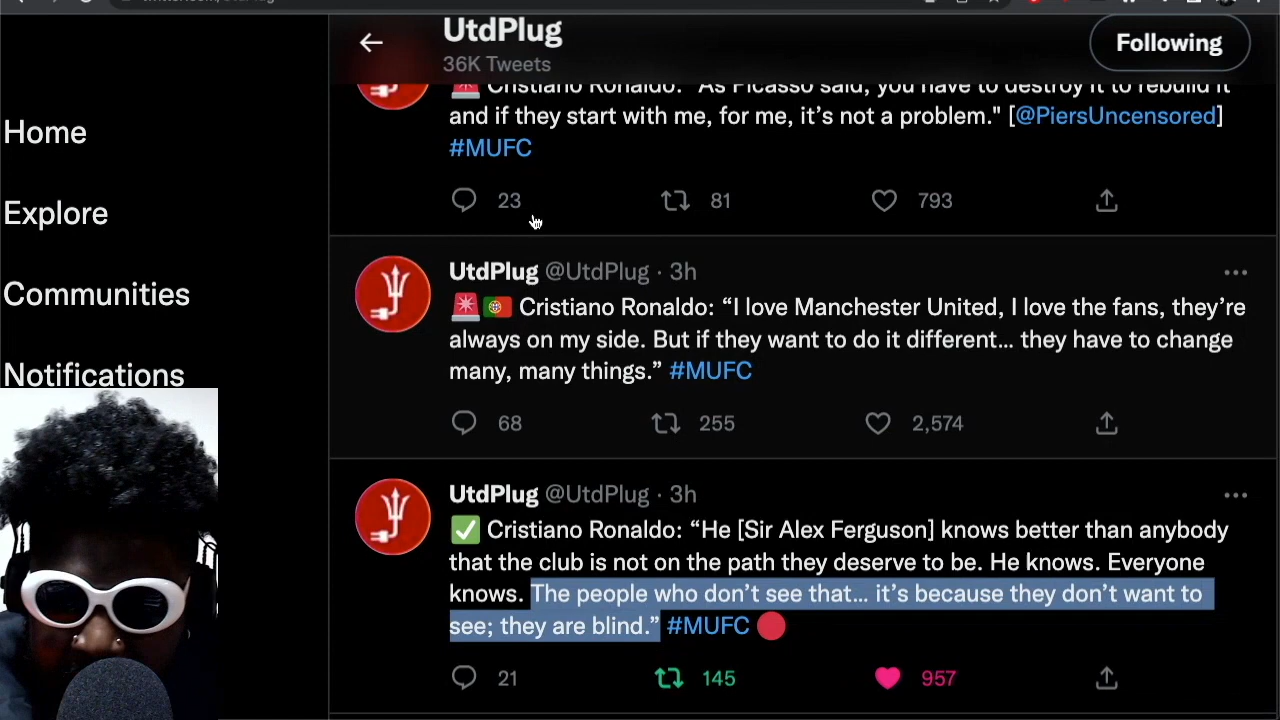 UtdPlug
36K Tweets
Following
Home
Explore
Communities
Notifications
Cristiano Ronaldo: "As Picasso said, you have to destroy it to rebuild it
and if they start with me, for me, it’s not a problem." [@PiersUncensored]
#MUFC
23 81 793
UtdPlug @UtdPlug · 3h
Cristiano Ronaldo: “I love Manchester United, I love the fans, they’re
always on my side. But if they want to do it different… they have to change
many, many things.” #MUFC
68 255 2,574
UtdPlug @UtdPlug · 3h
Cristiano Ronaldo: “He [Sir Alex Ferguson] knows better than anybody
that the club is not on the path they deserve to be. He knows. Everyone
knows. The people who don’t see that… it’s because they don’t want to
see; they are blind.” #MUFC
21 145 957